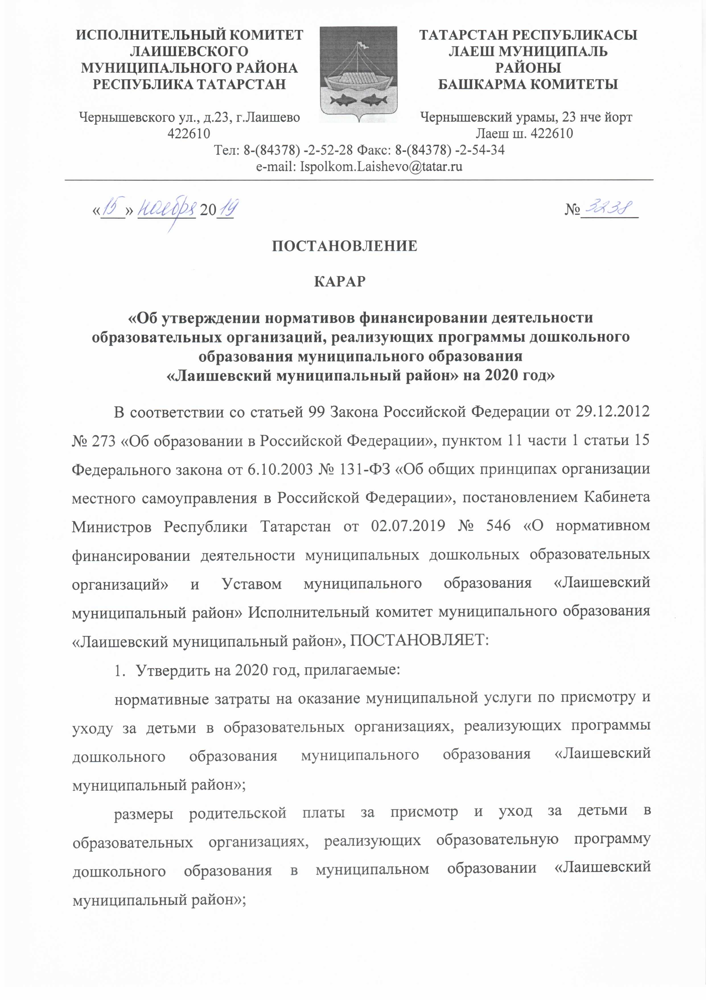 ИСПОЛНИТЕЛЬНЫЙ КОМИТЕТ
ЛАИШЕВСКОГО
МУНИЦИПАЛЬНОГО РАЙОНА
РЕСПУБЛИКА ТАТАРСТАН
Чернышевского ул., д.23, г.Лаишево
422610
ТАТАРСТАН РЕСПУБЛИКАСЫ
ЛАЕШ МУНИЦИПАЛЬ
РАЙОНЫ
БАШКАРМА КОМИТЕТЫ
Чернышевский урамы, 23 нче йорт
Лаеш ш. 422610
Тел: 8-(84378) -2-52-28 Факс: 8-(84378) -2-54-34
e-mail: Ispolkom.Laishevo@tatar.ru
«15» ноября 2019
№ 3238
ПОСТАНОВЛЕНИЕ
КАРАР
«Об утверждении нормативов финансировании деятельности
образовательных организаций, реализующих программы дошкольного
образования муниципального образования
«Лаишевский муниципальный район» на 2020 год»
В соответствии со статьей 99 Закона Российской Федерации от 29.12.2012
№ 273 «Об образовании в Российской Федерации», пунктом 11 части 1 статьи 15
Федерального закона от 6.10.2003 № 131-ФЗ «Об общих принципах организации
местного самоуправления в Российской Федерации», постановлением Кабинета
Министров Республики Татарстан от 02.07.2019 № 546 «О нормативном
финансировании деятельности муниципальных дошкольных образовательных
организаций» и Уставом муниципального образования «Лаишевский
муниципальный район» Исполнительный комитет муниципального образования
«Лаишевский муниципальный район», ПОСТАНОВЛЯЕТ:
1. Утвердить на 2020 год, прилагаемые:
нормативные затраты на оказание муниципальной услуги по присмотру и
уходу за детьми в образовательных организациях, реализующих программы
дошкольного образования муниципального образования «Лаишевский
муниципальный район»;
размеры родительской платы за присмотр и уход за детьми в
образовательных организациях, реализующих образовательную программу
дошкольного образования в муниципальном образовании «Лаишевский
муниципальный район»;